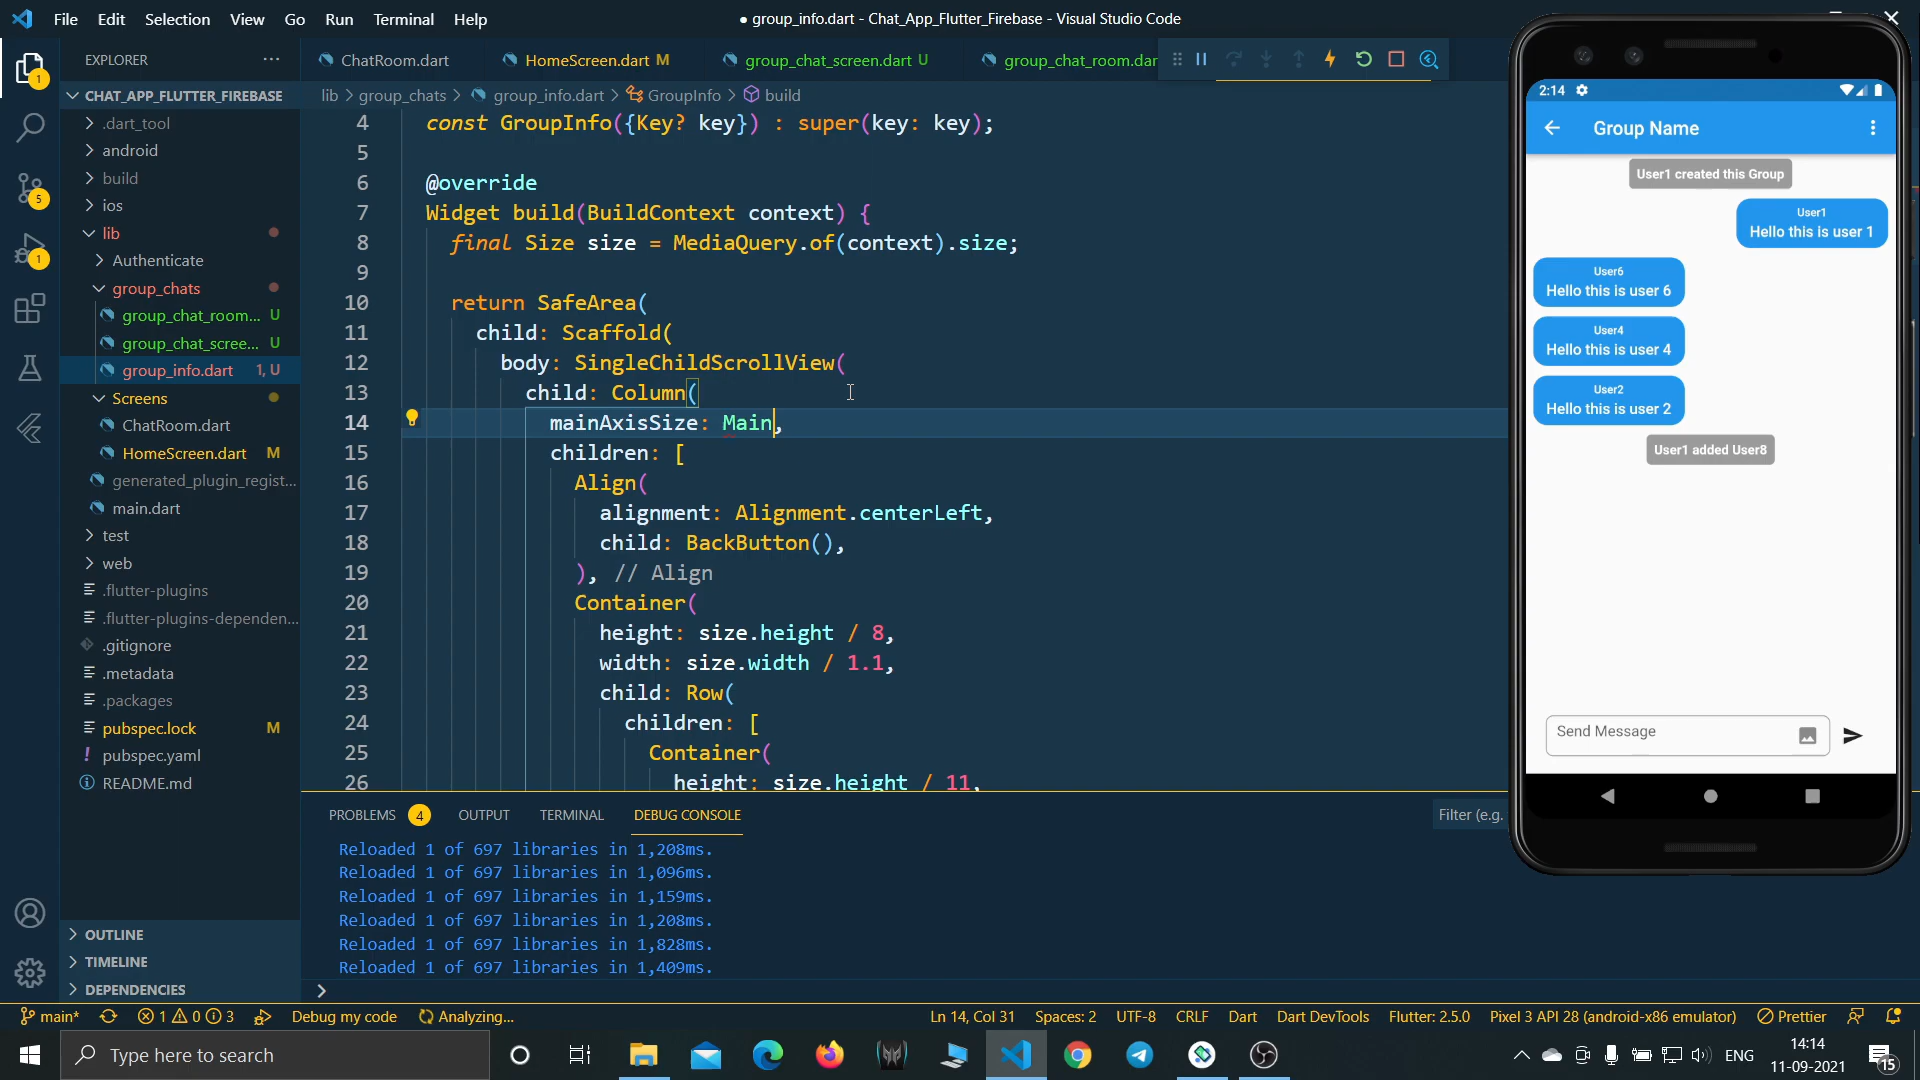 File Edit Selection View Go Run Terminal Help
● group_info.dart - Chat_App_Flutter_Firebase - Visual Studio Code
EXPLORER
ChatRoom.dart
HomeScreen.dart M
group_chat_screen.dart U
group_chat_room.dar
CHAT_APP_FLUTTER_FIREBASE
.dart_tool
android
build
ios
lib
Authenticate
group_chats
group_chat_room... U
group_chat_scree... U
group_info.dart 1, U
Screens
ChatRoom.dart
HomeScreen.dart M
generated_plugin_regist...
main.dart
test
web
.flutter-plugins
.flutter-plugins-dependen...
.gitignore
.metadata
.packages
pubspec.lock M
pubspec.yaml
README.md
OUTLINE
TIMELINE
DEPENDENCIES
1
5
1
lib > group_chats > group_info.dart > GroupInfo > build
4 const GroupInfo({Key? key}) : super(key: key);
5
6 @override
7 Widget build(BuildContext context) {
8 final Size size = MediaQuery.of(context).size;
9
10 return SafeArea(
11 child: Scaffold(
12 body: SingleChildScrollView(
13 child: Column(
14 mainAxisSize: Main,
15 children: [
16 Align(
17 alignment: Alignment.centerLeft,
18 child: BackButton(),
19 ), // Align
20 Container(
21 height: size.height / 8,
22 width: size.width / 1.1,
23 child: Row(
24 children: [
25 Container(
26 height: size.height / 11,
PROBLEMS 4 OUTPUT TERMINAL DEBUG CONSOLE
Filter (e.g.
Reloaded 1 of 697 libraries in 1,208ms.
Reloaded 1 of 697 libraries in 1,096ms.
Reloaded 1 of 697 libraries in 1,159ms.
Reloaded 1 of 697 libraries in 1,208ms.
Reloaded 1 of 697 libraries in 1,828ms.
Reloaded 1 of 697 libraries in 1,409ms.
2:14
Group Name
User1 created this Group
User1
Hello this is user 1
User6
Hello this is user 6
User4
Hello this is user 4
User2
Hello this is user 2
User1 added User8
Send Message
main* 1 0 3 Debug my code Analyzing... Ln 14, Col 31 Spaces: 2 UTF-8 CRLF Dart Dart DevTools Flutter: 2.5.0 Pixel 3 API 28 (android-x86 emulator) Prettier
Type here to search
ENG
14:14
11-09-2021
15